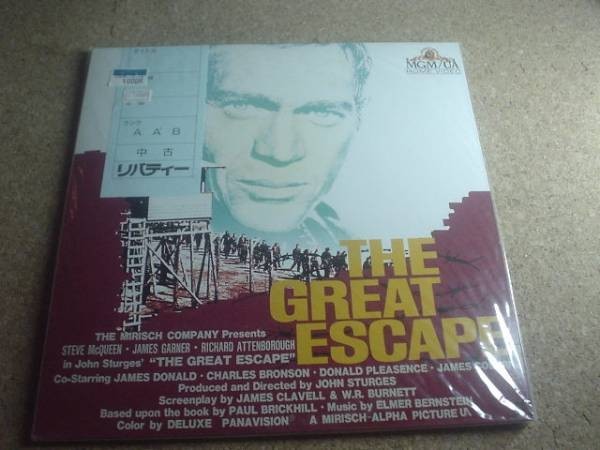 MGM/UA
HOME VIDEO
ランク
A A' B
中古
リバティー
THE
GREAT
ESCAPE
THE MIRISCH COMPANY Presents
STEVE McQUEEN · JAMES GARNER · RICHARD ATTENBOROUGH
in John Sturges' "THE GREAT ESCAPE"
Co-Starring JAMES DONALD · CHARLES BRONSON · DONALD PLEASENCE · JAMES
Produced and Directed by JOHN STURGES
Screenplay by JAMES CLAVELL & W.R. BURNETT
Based upon the book by PAUL BRICKHILL · Music by ELMER BERNSTEIN
Color by DELUXE PANAVISION® A MIRISCH-ALPHA PICTURE